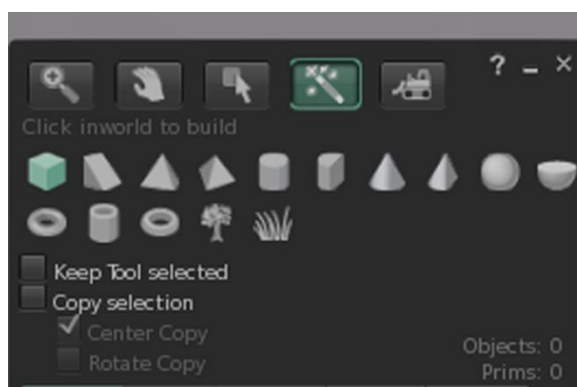 ?
Click inworld to build
Keep Tool selected
Copy selection
Center Copy
Rotate Copy
Objects: 0
Prims: 0